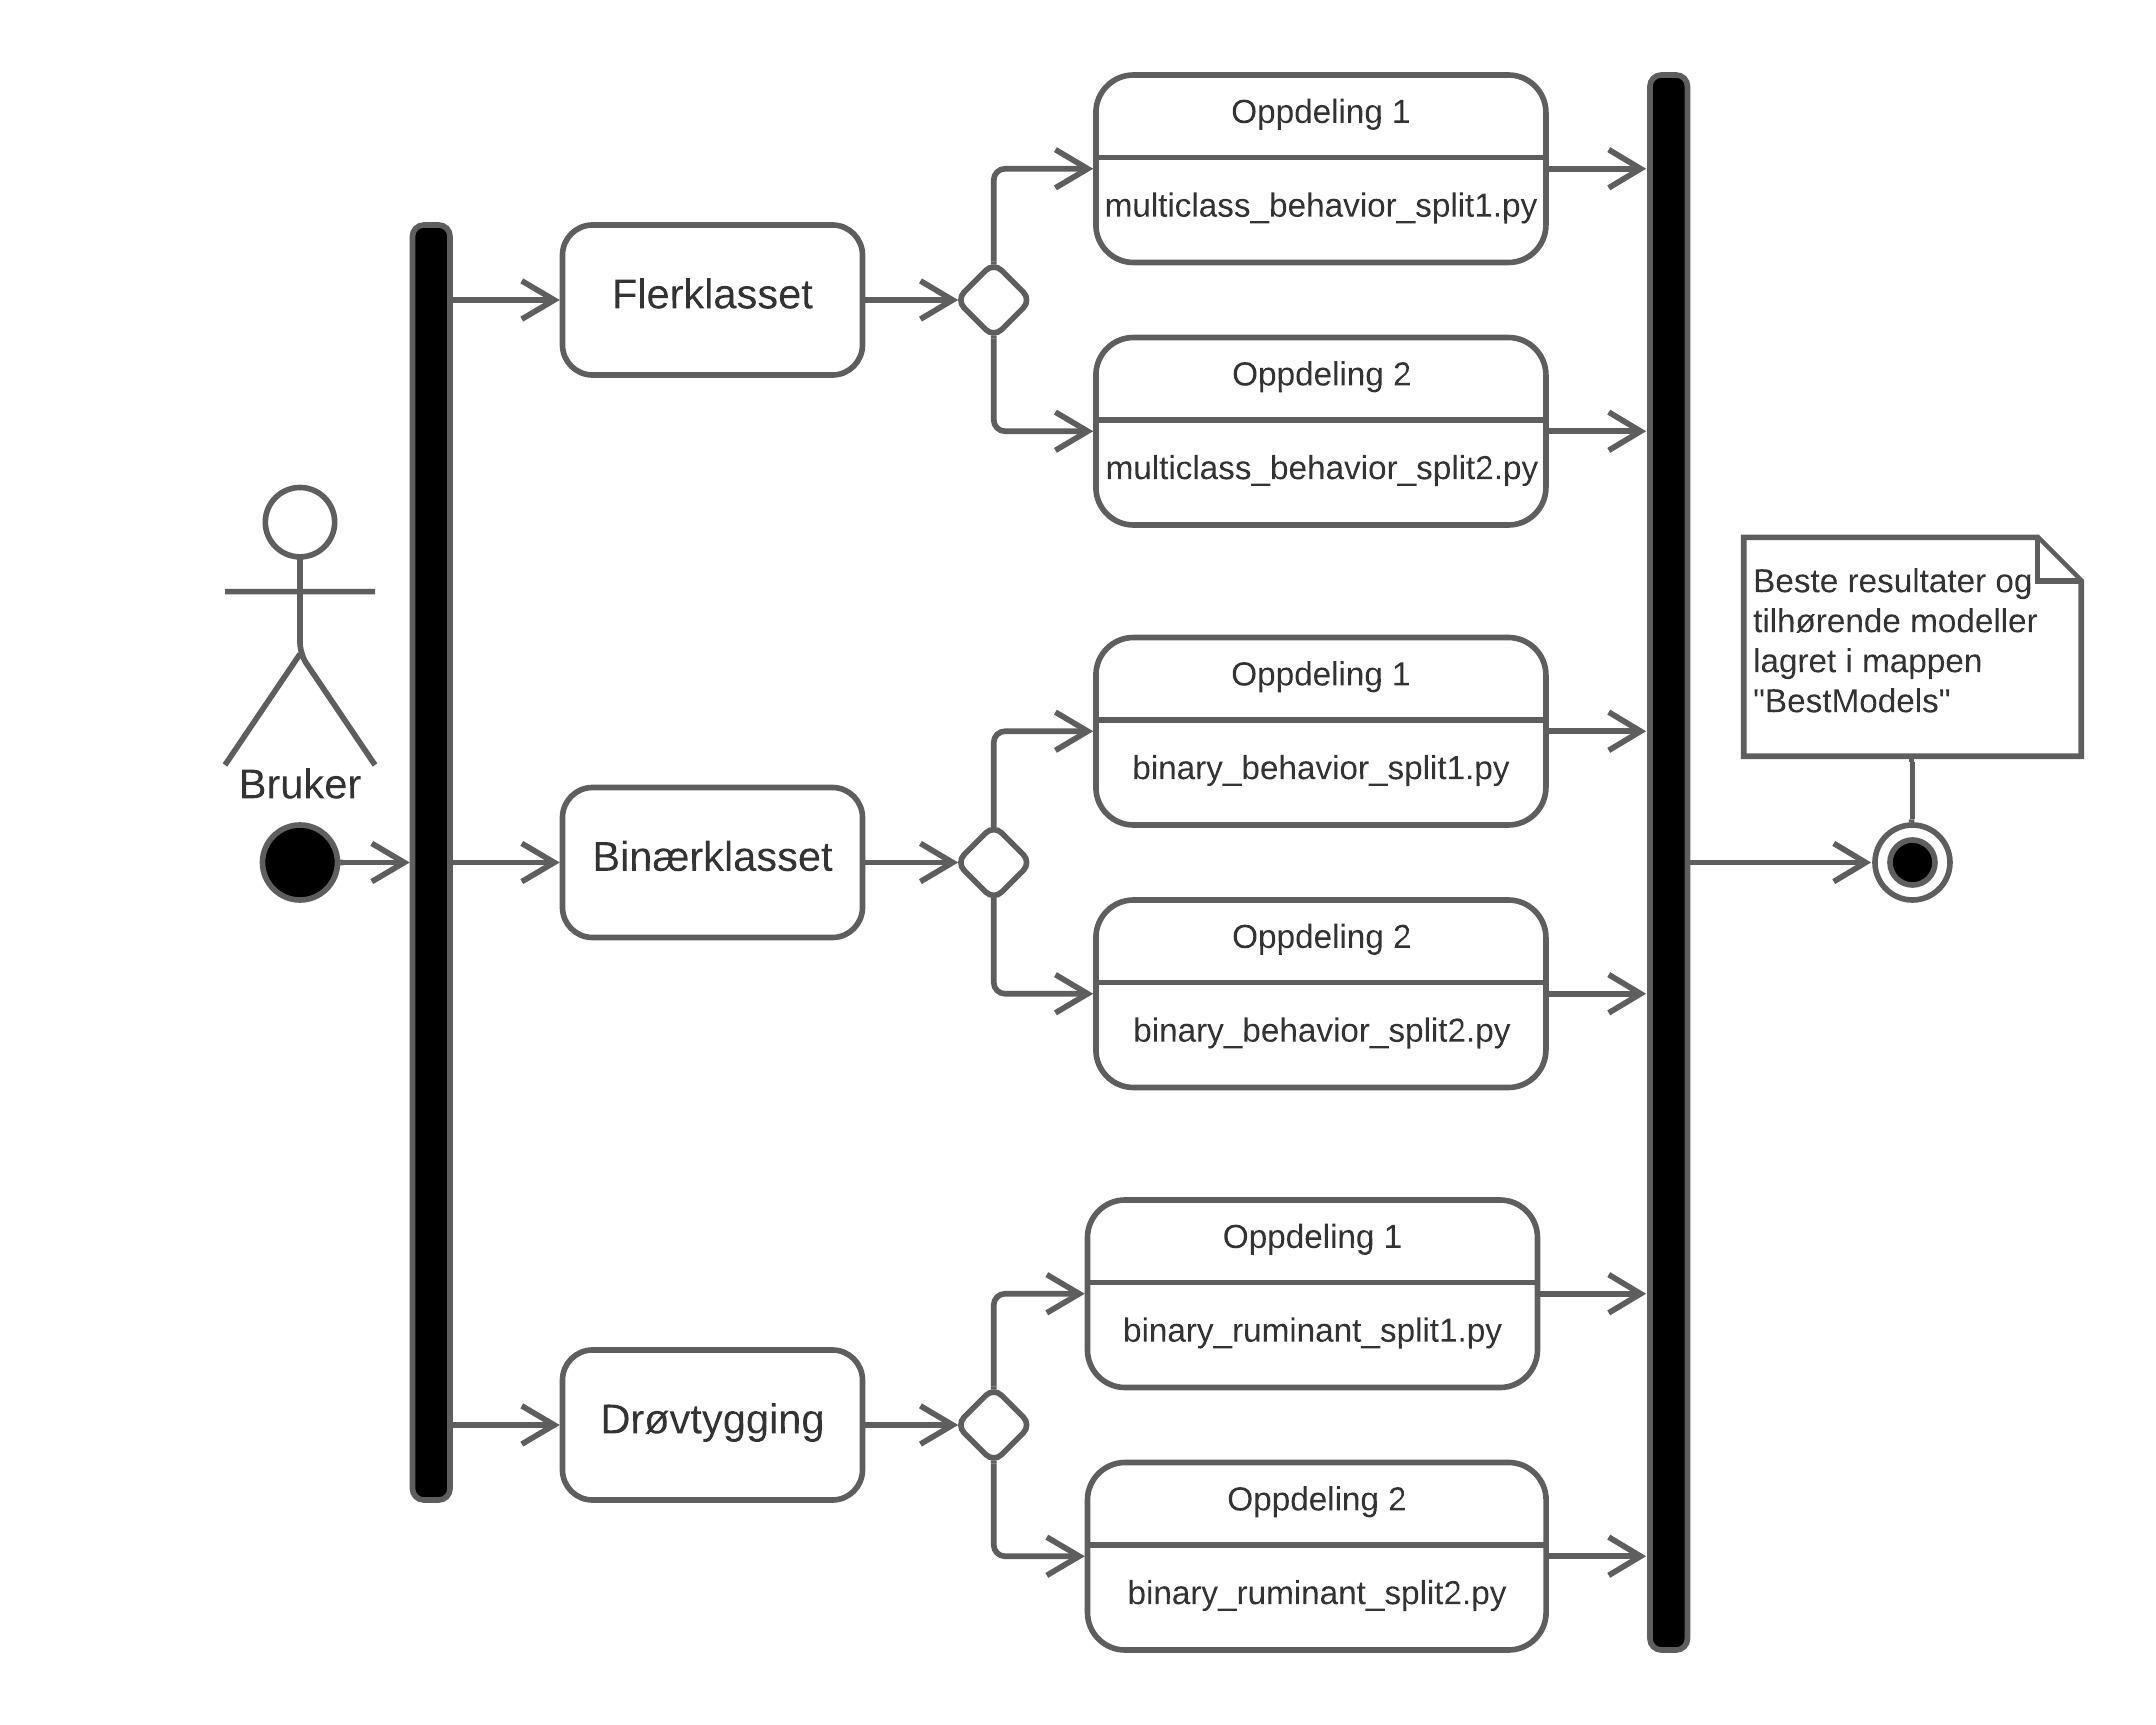 Oppdeling 1
multiclass_behavior_split1.py
Flerklasset
Oppdeling 2
multiclass_behavior_split2.py
Beste resultater og
tilhørende modeller
lagret i mappen
"BestModels"
Bruker
Oppdeling 1
binary_behavior_split1.py
Binærklasset
Oppdeling 2
binary_behavior_split2.py
Oppdeling 1
binary_ruminant_split1.py
Drøvtygging
Oppdeling 2
binary_ruminant_split2.py